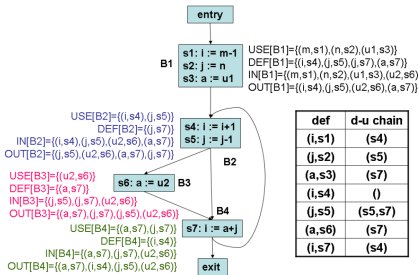 entry
s1: i := m-1
s2: j := n
s3: a := u1
B1
USE[B1]={(m,s1),(n,s2),(u1,s3)}
DEF[B1]={(i,s4),(j,s5),(j,s7),(a,s7)}
IN[B1]={(m,s1),(n,s2),(u1,s3),(u2,s6)}
OUT[B1]={(i,s4),(j,s5),(u2,s6),(a,s7)}
USE[B2]={(i,s4),(j,s5)}
DEF[B2]={(j,s7)}
IN[B2]={(i,s4),(j,s5),(u2,s6),(a,s7)}
OUT[B2]={(j,s5),(u2,s6),(a,s7),(j,s7)}
s4: i := i+1
s5: j := j-1
B2
USE[B3]={(u2,s6)}
DEF[B3]={(a,s7)}
IN[B3]={(j,s5),(j,s7),(u2,s6)}
OUT[B3]={(a,s7),(j,s7),(j,s5),(u2,s6)}
s6: a := u2
B3
B4
USE[B4]={(a,s7),(j,s7)}
DEF[B4]={(i,s4)}
IN[B4]={(a,s7),(j,s7),(j,s5),(u2,s6)}
OUT[B4]={(a,s7),(i,s4),(j,s5),(u2,s6)}
s7: i := a+j
exit
def d-u chain
(i,s1) (s4)
(j,s2) (s5)
(a,s3) (s7)
(i,s4) ()
(j,s5) (s5,s7)
(a,s6) (s7)
(i,s7) (s4)